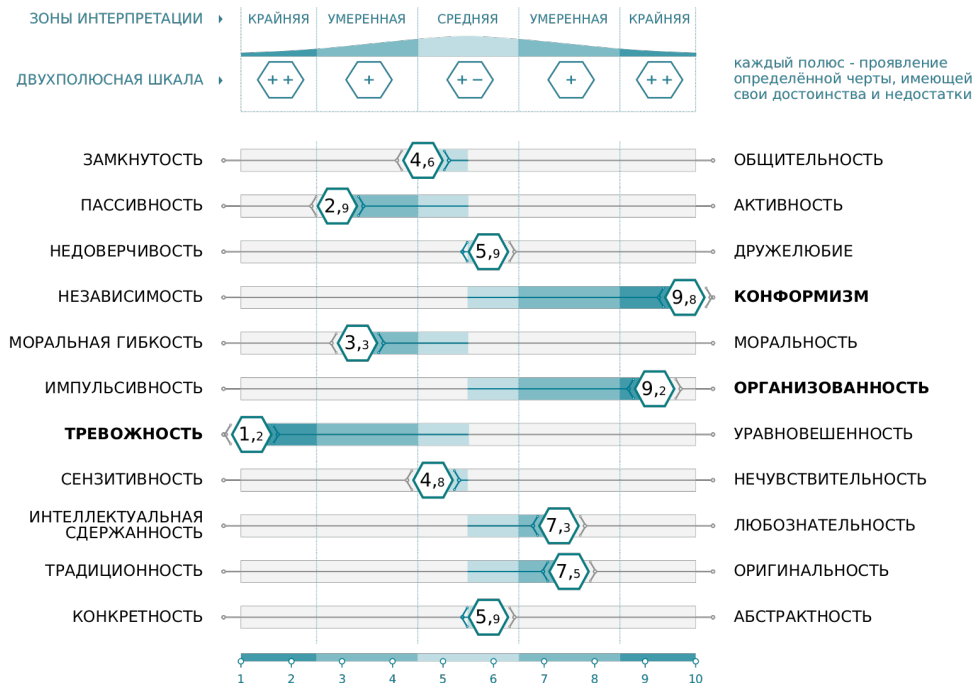 ЗОНЫ ИНТЕРПРЕТАЦИИ КРАЙНЯЯ УМЕРЕННАЯ СРЕДНЯЯ УМЕРЕННАЯ КРАЙНЯЯ
ДВУХПОЛЮСНАЯ ШКАЛА + + + + − + + +
каждый полюс - проявление
определённой черты, имеющей
свои достоинства и недостатки
ЗАМКНУТОСТЬ 4,6 ОБЩИТЕЛЬНОСТЬ
ПАССИВНОСТЬ 2,9 АКТИВНОСТЬ
НЕДОВЕРЧИВОСТЬ 5,9 ДРУЖЕЛЮБИЕ
НЕЗАВИСИМОСТЬ 9,8 КОНФОРМИЗМ
МОРАЛЬНАЯ ГИБКОСТЬ 3,3 МОРАЛЬНОСТЬ
ИМПУЛЬСИВНОСТЬ 9,2 ОРГАНИЗОВАННОСТЬ
ТРЕВОЖНОСТЬ 1,2 УРАВНОВЕШЕННОСТЬ
СЕНЗИТИВНОСТЬ 4,8 НЕЧУВСТВИТЕЛЬНОСТЬ
ИНТЕЛЛЕКТУАЛЬНАЯ
СДЕРЖАННОСТЬ 7,3 ЛЮБОЗНАТЕЛЬНОСТЬ
ТРАДИЦИОННОСТЬ 7,5 ОРИГИНАЛЬНОСТЬ
КОНКРЕТНОСТЬ 5,9 АБСТРАКТНОСТЬ
1 2 3 4 5 6 7 8 9 10